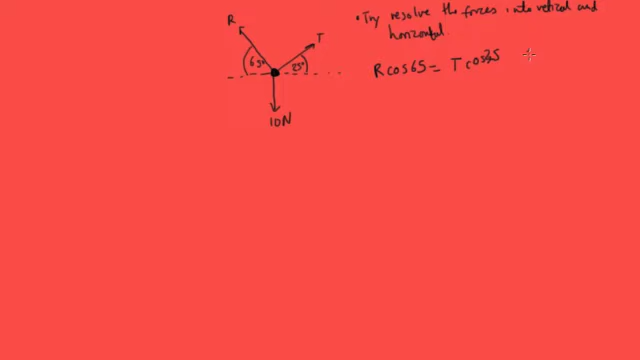 • Try resolve the forces into vertical and
horizontal.
R
T
65°
25°
R cos 65 = T cos 25
10N